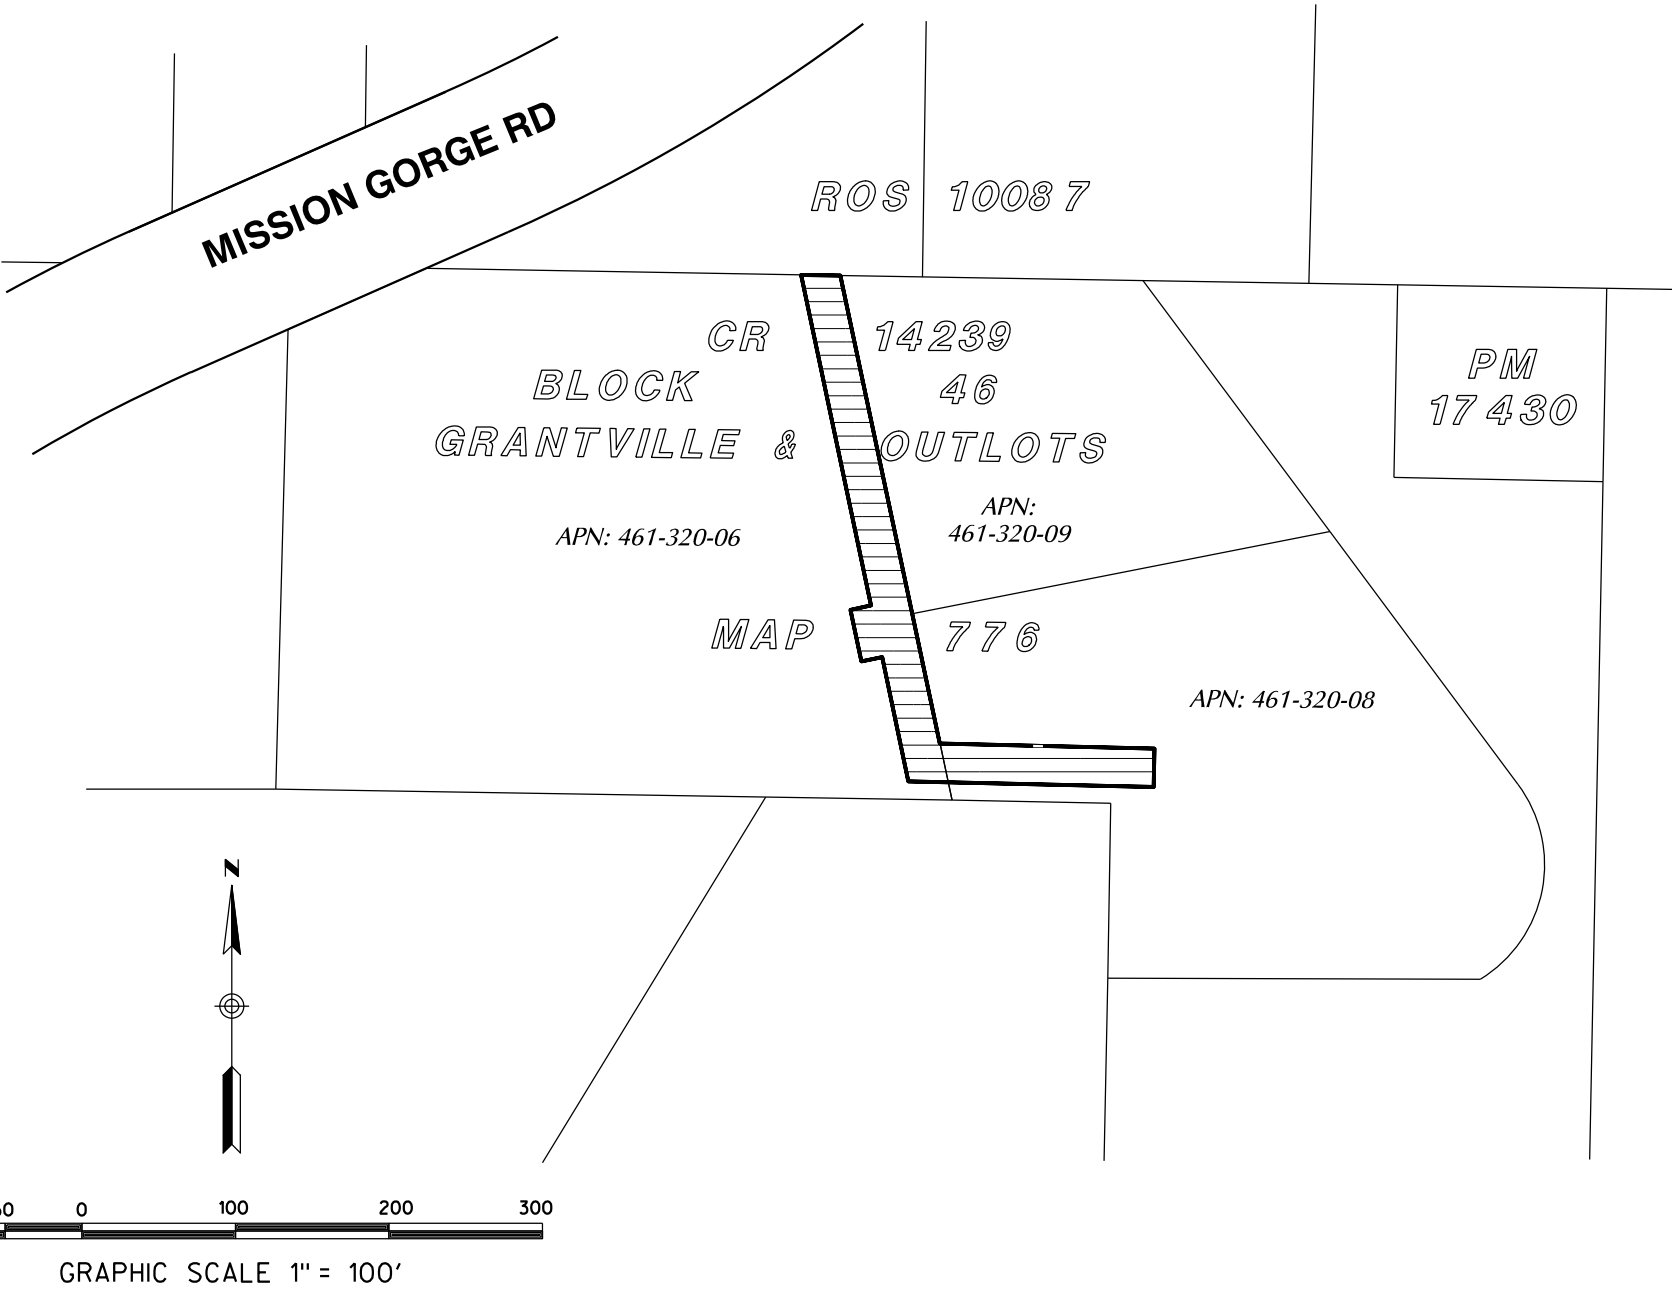 MISSION GORGE RD
ROS 10087
CR 14239
BLOCK 46
GRANTVILLE & OUTLOTS
PM
17430
APN:
461-320-09
APN: 461-320-06
MAP 776
APN: 461-320-08
N
0 100 200 300
GRAPHIC SCALE 1" = 100'